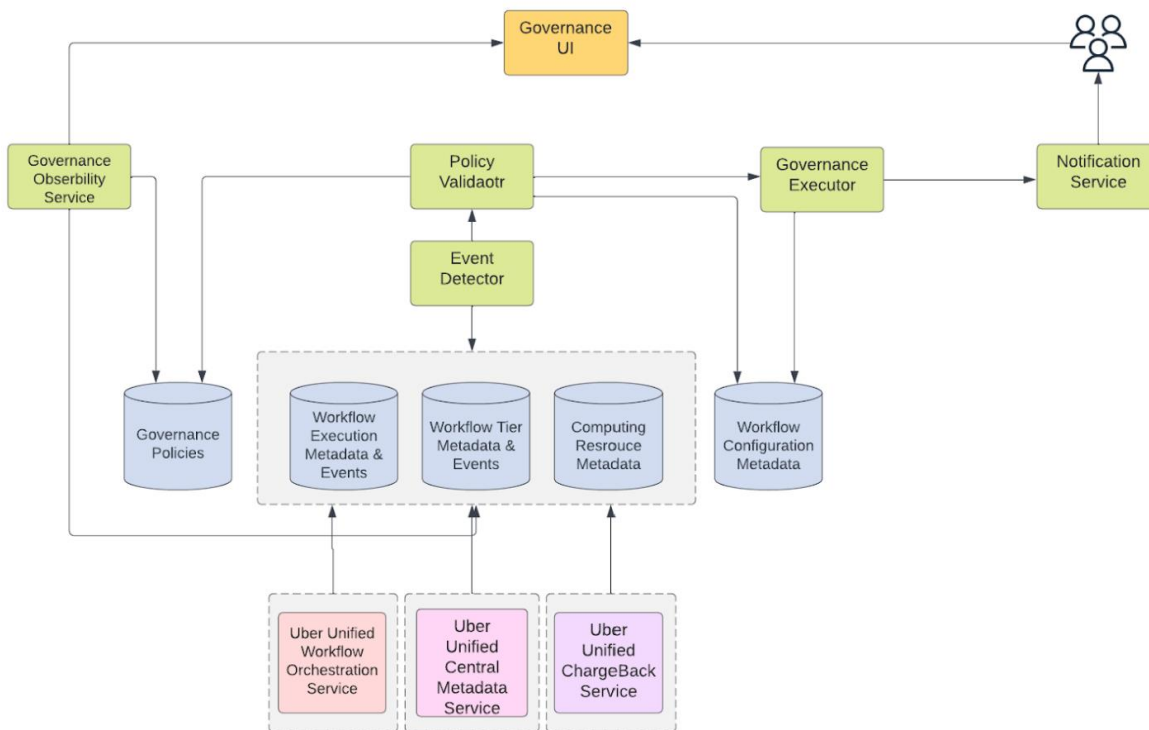 Governance
UI
Governance
Obserbility
Service
Policy
Validaotr
Governance
Executor
Notification
Service
Event
Detector
Governance
Policies
Workflow
Execution
Metadata &
Events
Workflow Tier
Metadata &
Events
Computing
Resrouce
Metadata
Workflow
Configuration
Metadata
Uber Unified
Workflow
Orchestration
Service
Uber
Unified
Central
Metadata
Service
Uber
Unified
ChargeBack
Service